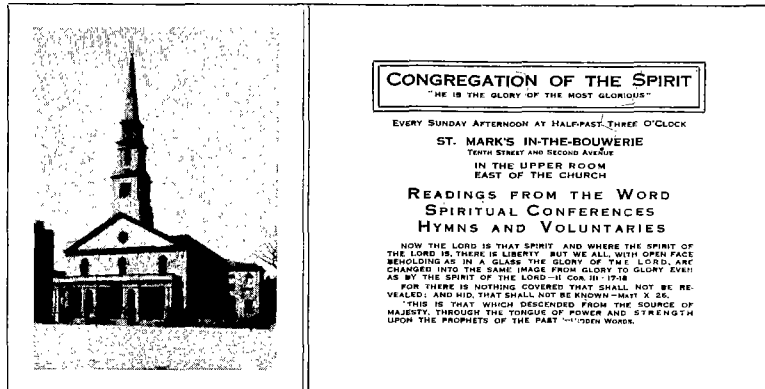 CONGREGATION OF THE SPIRIT
"HE IS THE GLORY OF THE MOST GLORIOUS"
EVERY SUNDAY AFTERNOON AT HALF-PAST THREE O'CLOCK
ST. MARK'S IN-THE-BOUWERIE
TENTH STREET AND SECOND AVENUE
IN THE UPPER ROOM
EAST OF THE CHURCH
READINGS FROM THE WORD
SPIRITUAL CONFERENCES
HYMNS AND VOLUNTARIES
NOW THE LORD IS THAT SPIRIT AND WHERE THE SPIRIT OF
THE LORD IS, THERE IS LIBERTY BUT WE ALL, WITH OPEN FACE
BEHOLDING AS IN A GLASS THE GLORY OF THE LORD, ARE
CHANGED INTO THE SAME IMAGE FROM GLORY TO GLORY EVEN
AS BY THE SPIRIT OF THE LORD—II COR. III - 17-18
FOR THERE IS NOTHING COVERED THAT SHALL NOT BE RE-
VEALED; AND HID, THAT SHALL NOT BE KNOWN—MATT X 26,
'THIS IS THAT WHICH DESCENDED FROM THE SOURCE OF
MAJESTY, THROUGH THE TONGUE OF POWER AND STRENGTH
UPON THE PROPHETS OF THE PAST WORDS.